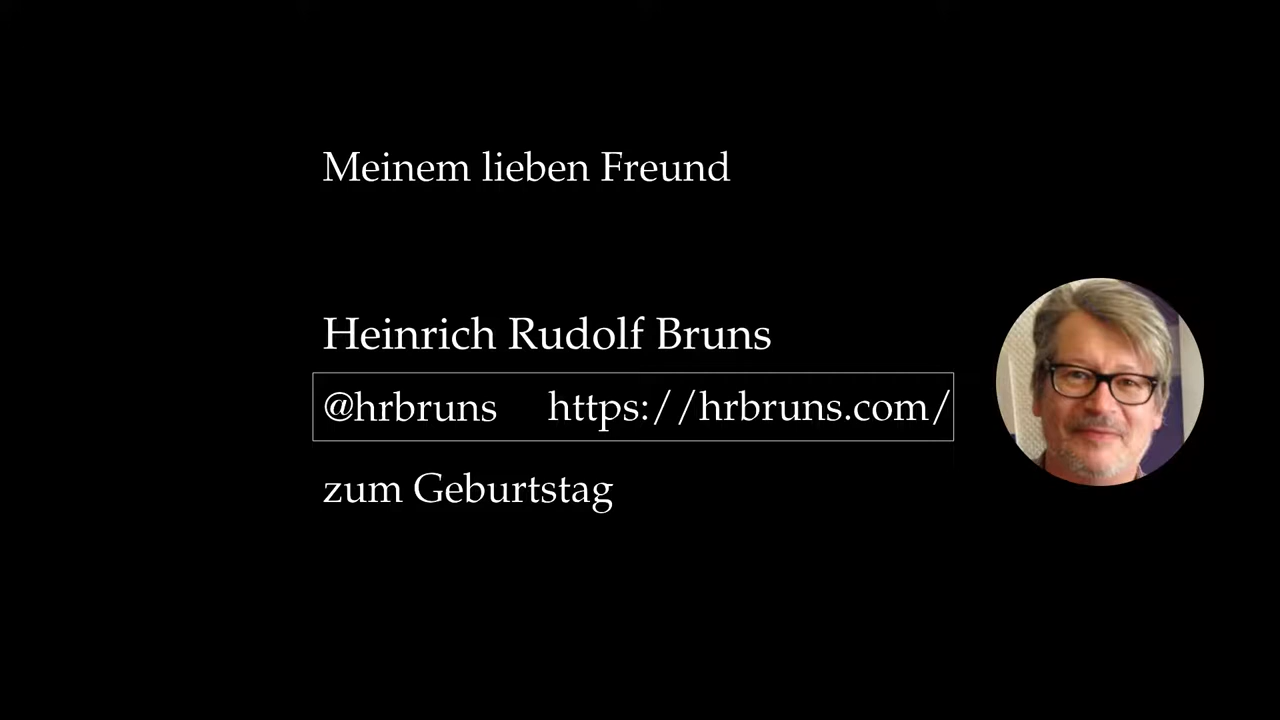 Meinem lieben Freund
Heinrich Rudolf Bruns
@hrbruns https://hrbruns.com/
zum Geburtstag